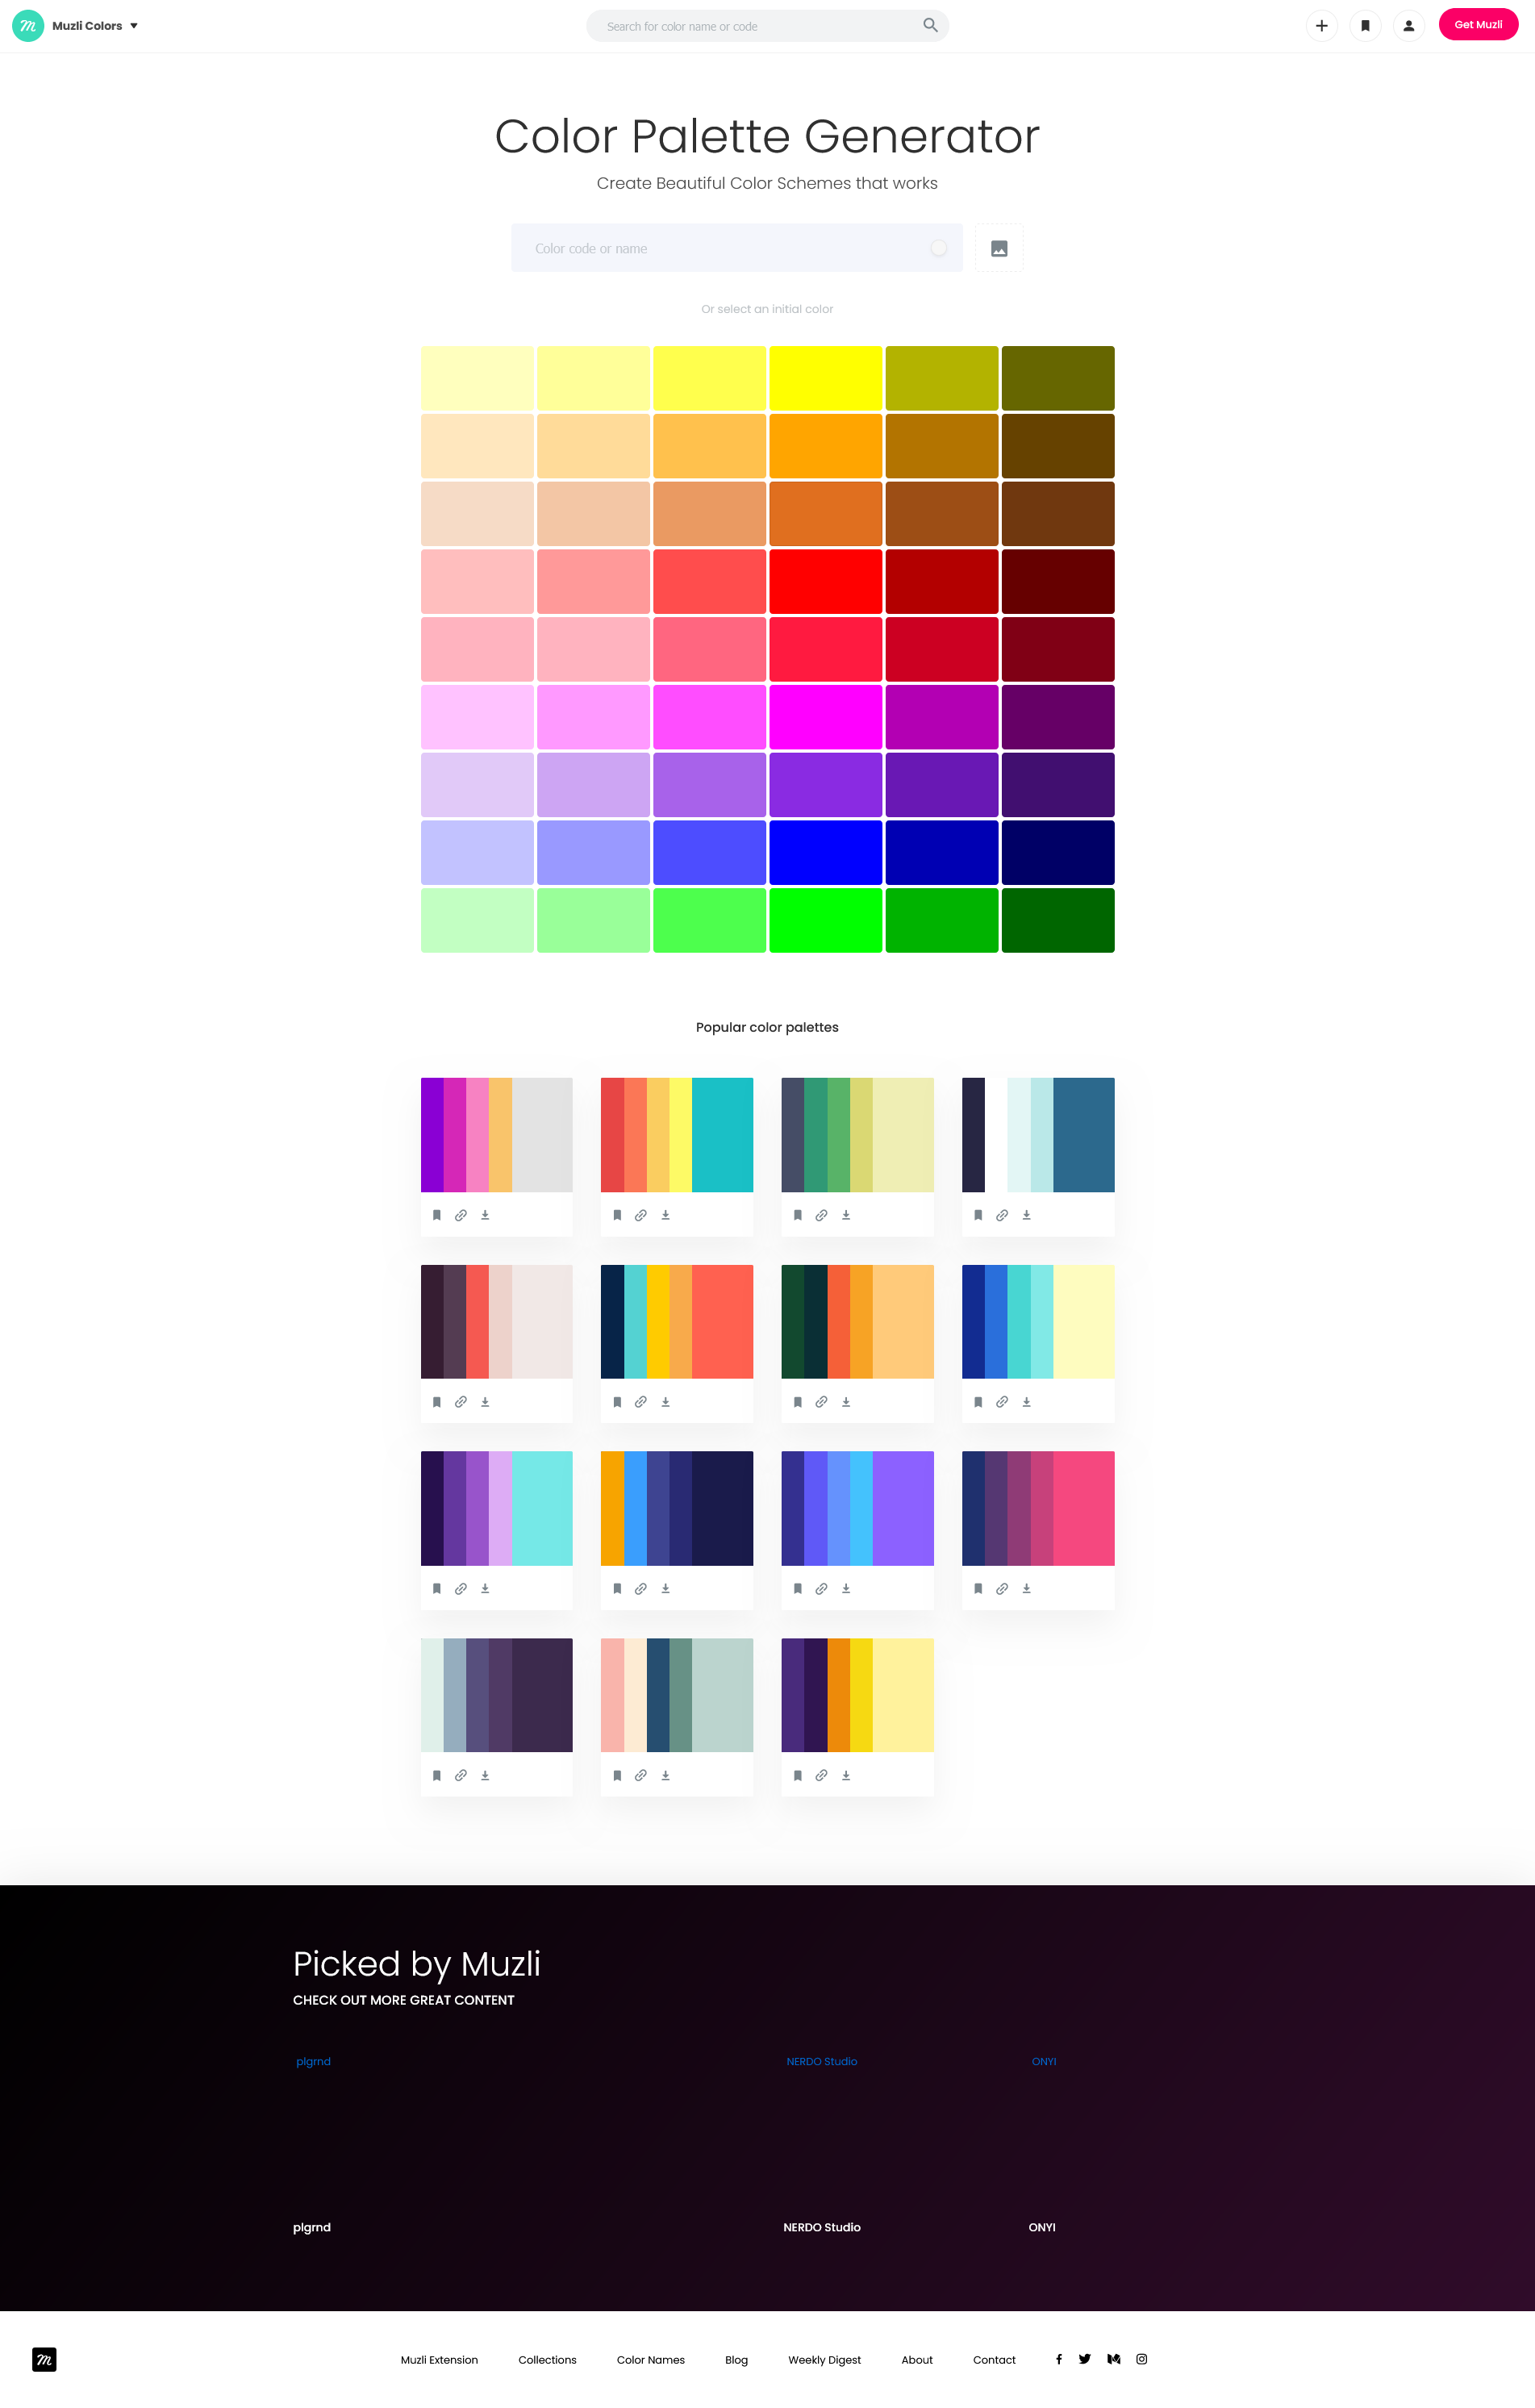 Muzli Colors
Search for color name or code
Get Muzli
Color Palette Generator
Create Beautiful Color Schemes that works
Color code or name
Or select an initial color
Popular color palettes
Picked by Muzli
CHECK OUT MORE GREAT CONTENT
plgrnd
NERDO Studio
ONYI
plgrnd
NERDO Studio
ONYI
Muzli Extension
Collections
Color Names
Blog
Weekly Digest
About
Contact